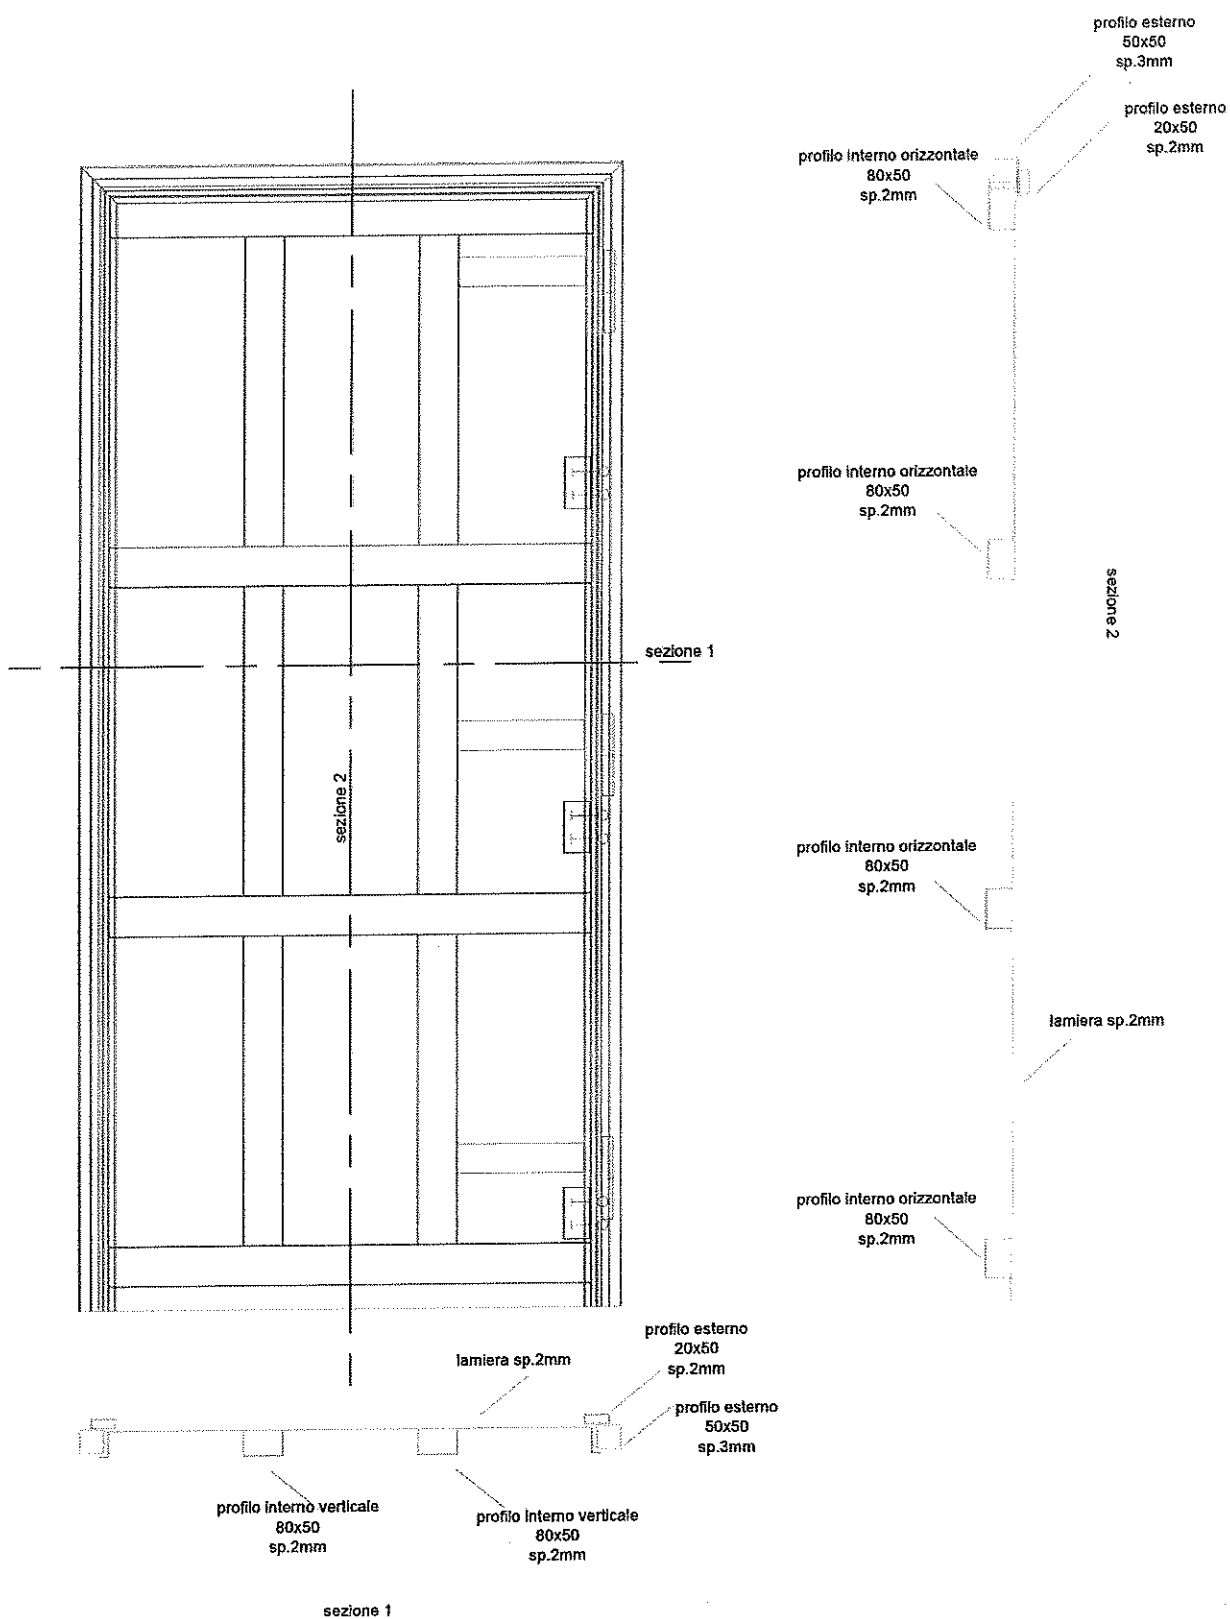 profilo esterno
50x50
sp.3mm
profilo esterno
20x50
sp.2mm
profilo interno orizzontale
80x50
sp.2mm
profilo interno orizzontale
80x50
sp.2mm
sezione 2
sezione 1
sezione 2
profilo interno orizzontale
80x50
sp.2mm
lamiera sp.2mm
profilo interno orizzontale
80x50
sp.2mm
profilo esterno
20x50
sp.2mm
lamiera sp.2mm
profilo esterno
50x50
sp.3mm
profilo interno verticale
80x50
sp.2mm
profilo interno verticale
80x50
sp.2mm
sezione 1